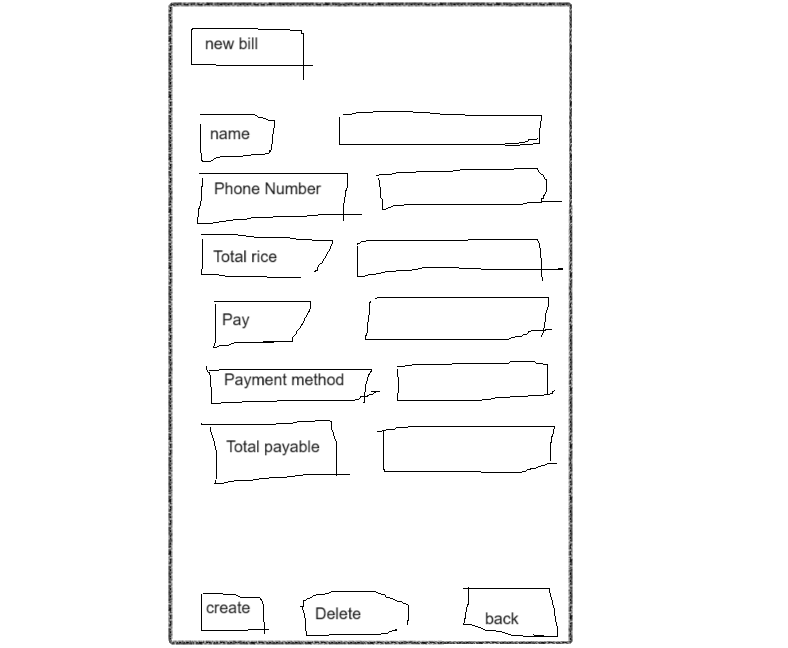 new bill
name
Phone Number
Total rice
Pay
Payment method
Total payable
create
Delete
back